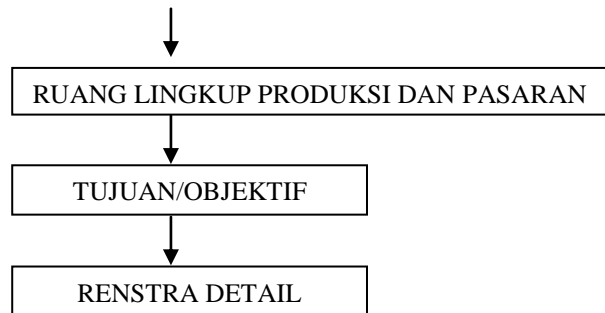 RUANG LINGKUP PRODUKSI DAN PASARAN
TUJUAN/OBJEKTIF
RENSTRA DETAIL